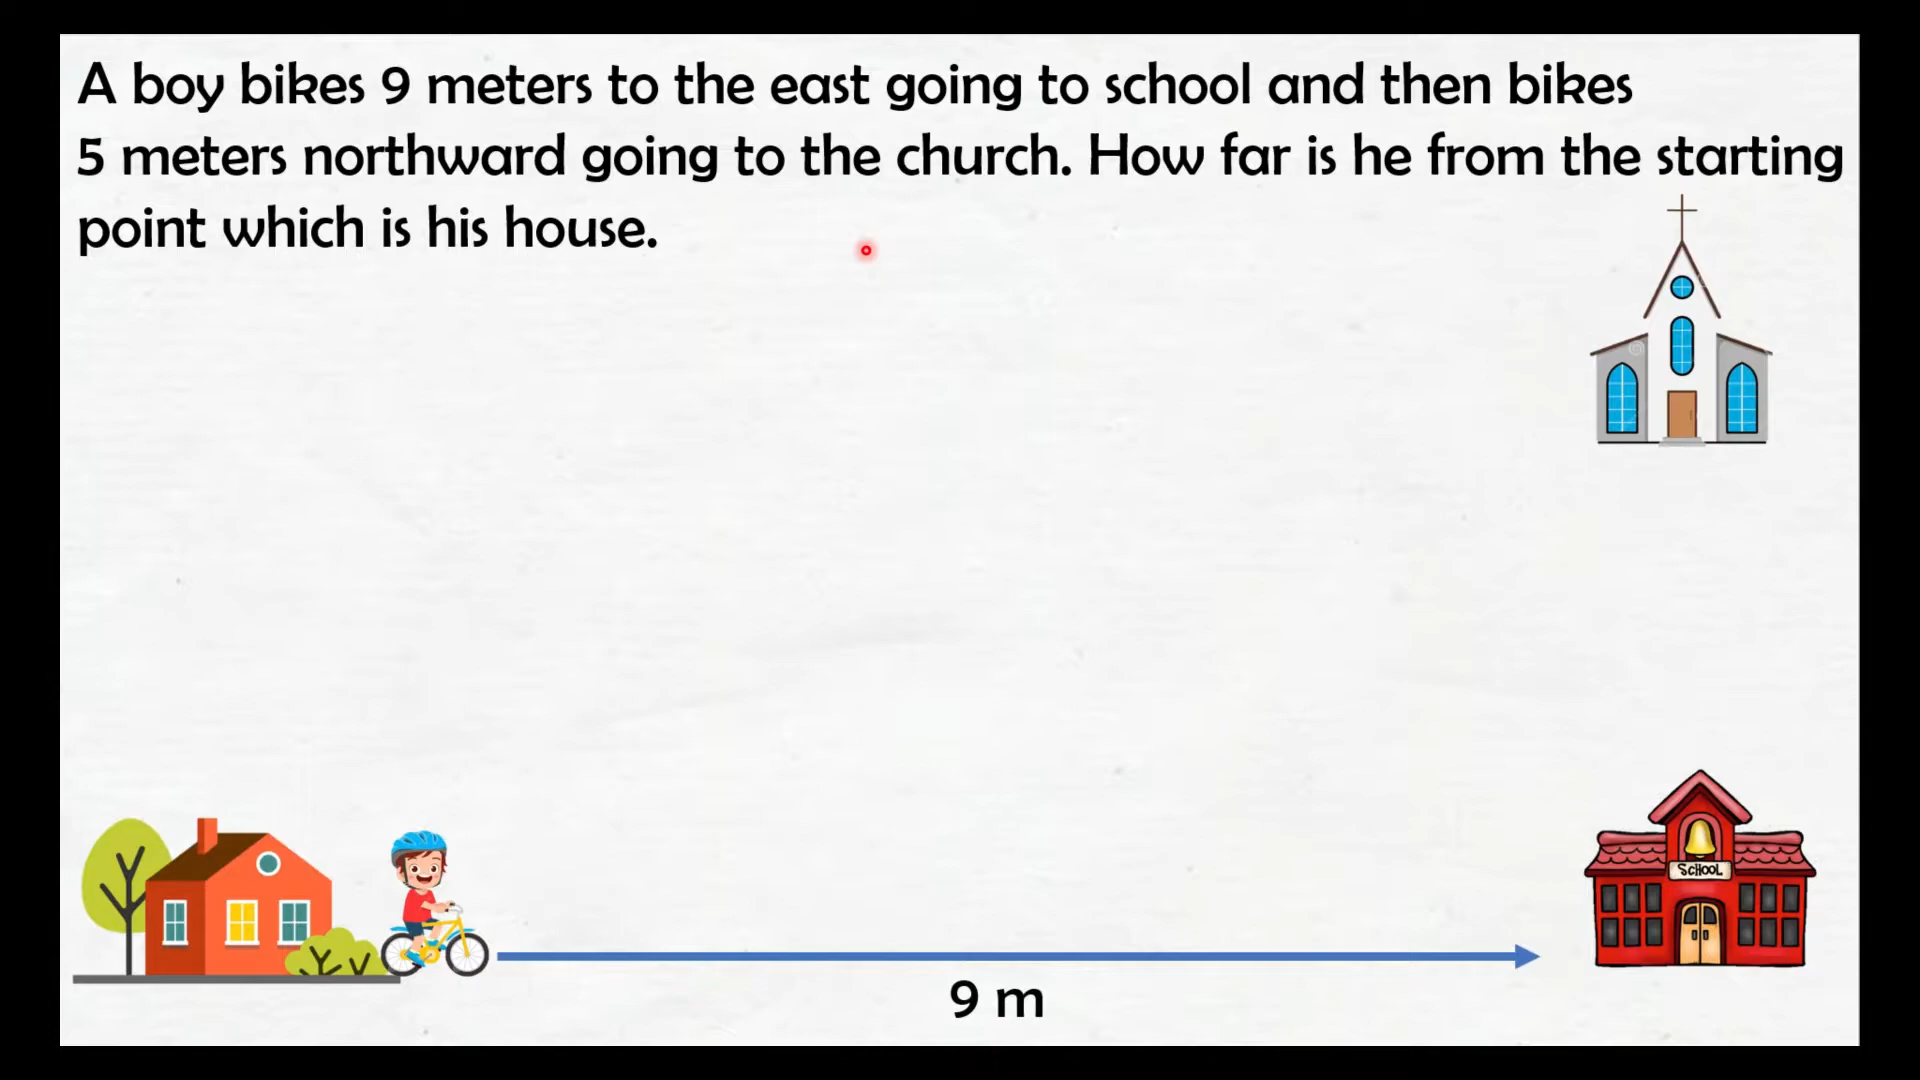 A boy bikes 9 meters to the east going to school and then bikes
5 meters northward going to the church. How far is he from the starting
point which is his house.
SCHOOL
9 m